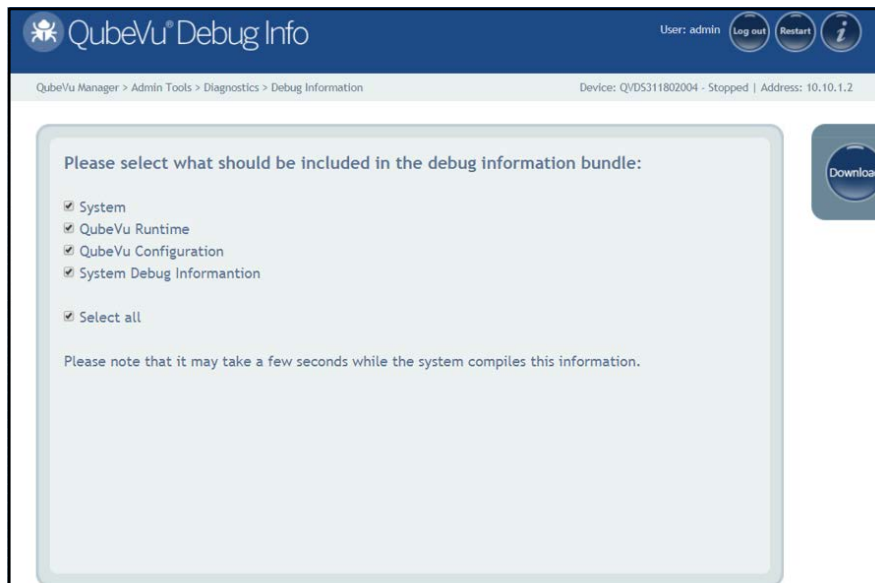 QubeVu® Debug Info
User: admin
Log out
Restart
i
QubeVu Manager > Admin Tools > Diagnostics > Debug Information
Device: QVDS311802004 - Stopped | Address: 10.10.1.2
Please select what should be included in the debug information bundle:
System
QubeVu Runtime
QubeVu Configuration
System Debug Informantion
Select all
Please note that it may take a few seconds while the system compiles this information.
Downloa